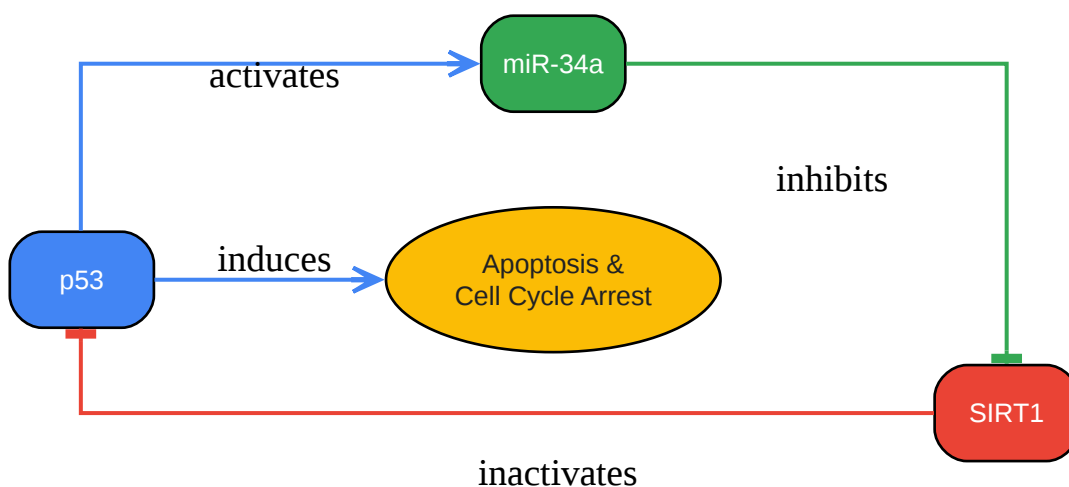 miR-34a
activates
inhibits
induces
p53
Apoptosis &
Cell Cycle Arrest
SIRT1
inactivates